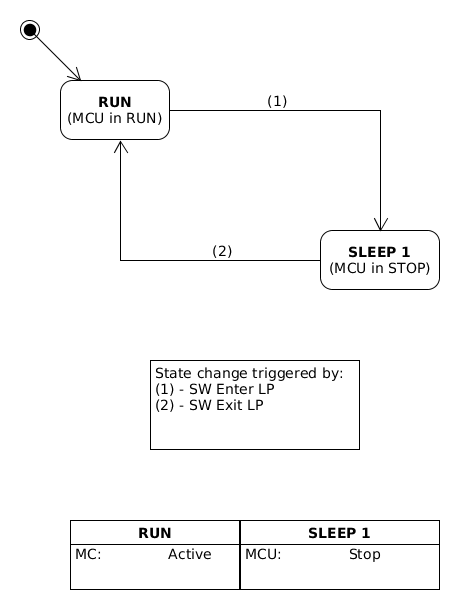 RUN
(MCU in RUN)
(1)
(2)
SLEEP 1
(MCU in STOP)
State change triggered by:
(1) - SW Enter LP
(2) - SW Exit LP
RUN SLEEP 1
MC: Active MCU: Stop